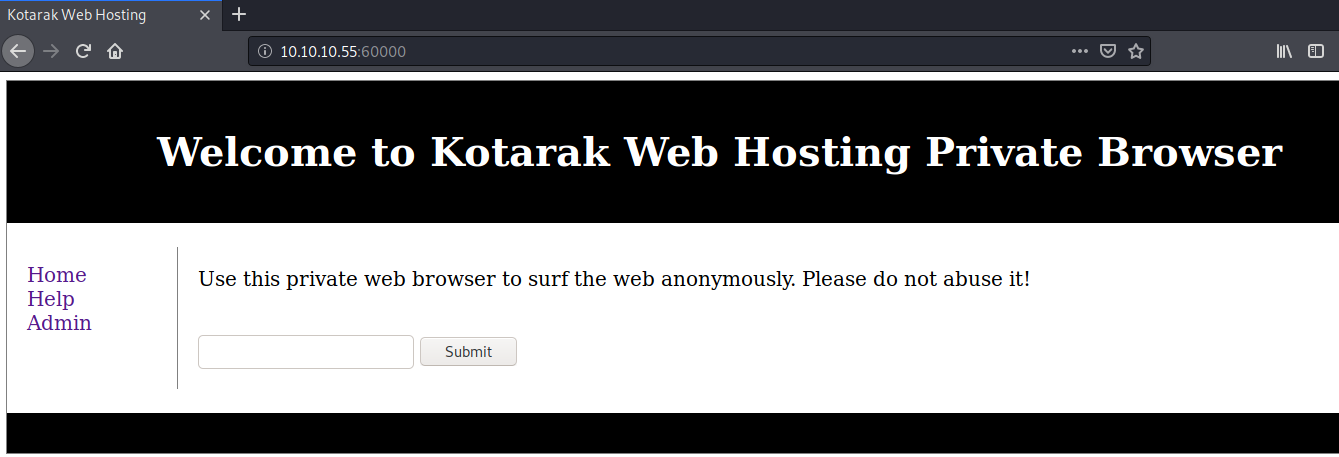 Kotarak Web Hosting
10.10.10.55:60000
Welcome to Kotarak Web Hosting Private Browser
Home
Help
Admin
Use this private web browser to surf the web anonymously. Please do not abuse it!
Submit